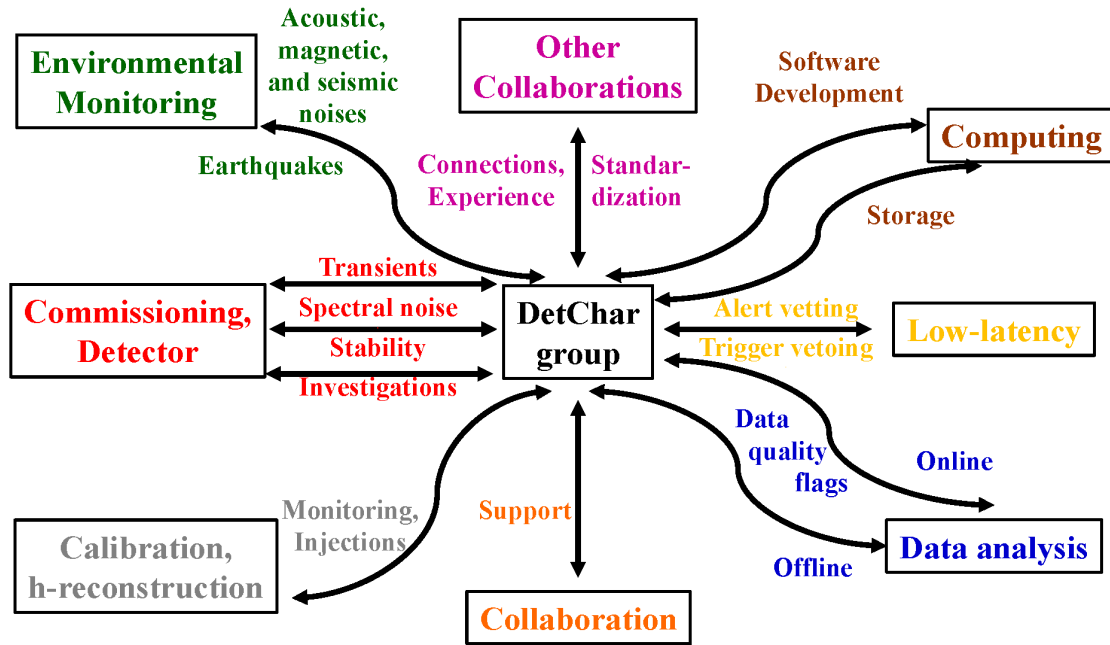 Environmental
Monitoring
Acoustic,
magnetic,
and seismic
noises
Earthquakes
Other
Collaborations
Connections,
Experience
Standar-
dization
Software
Development
Computing
Storage
Commissioning,
Detector
Transients
Spectral noise
Stability
Investigations
DetChar
group
Alert vetting
Trigger vetoing
Low-latency
Calibration,
h-reconstruction
Monitoring,
Injections
Support
Collaboration
Data
quality
flags
Online
Offline
Data analysis